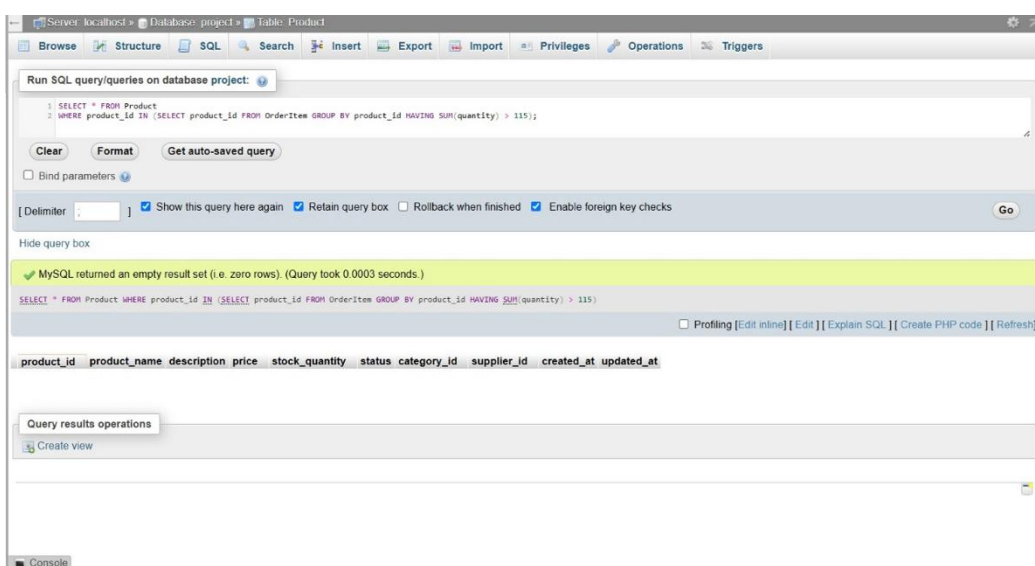 Server: localhost » Database: project » Table: Product
Browse Structure SQL Search Insert Export Import Privileges Operations Triggers
Run SQL query/queries on database project:
1 SELECT * FROM Product
2 WHERE product_id IN (SELECT product_id FROM OrderItem GROUP BY product_id HAVING SUM(quantity) > 115);
Clear Format Get auto-saved query
Bind parameters
[ Delimiter ; ] Show this query here again Retain query box Rollback when finished Enable foreign key checks Go
Hide query box
MySQL returned an empty result set (i.e. zero rows). (Query took 0.0003 seconds.)
SELECT * FROM Product WHERE product_id IN (SELECT product_id FROM OrderItem GROUP BY product_id HAVING SUM(quantity) > 115)
Profiling [Edit inline] [ Edit ] [ Explain SQL ] [ Create PHP code ] [ Refresh]
product_id product_name description price stock_quantity status category_id supplier_id created_at updated_at
Query results operations
Create view
Console